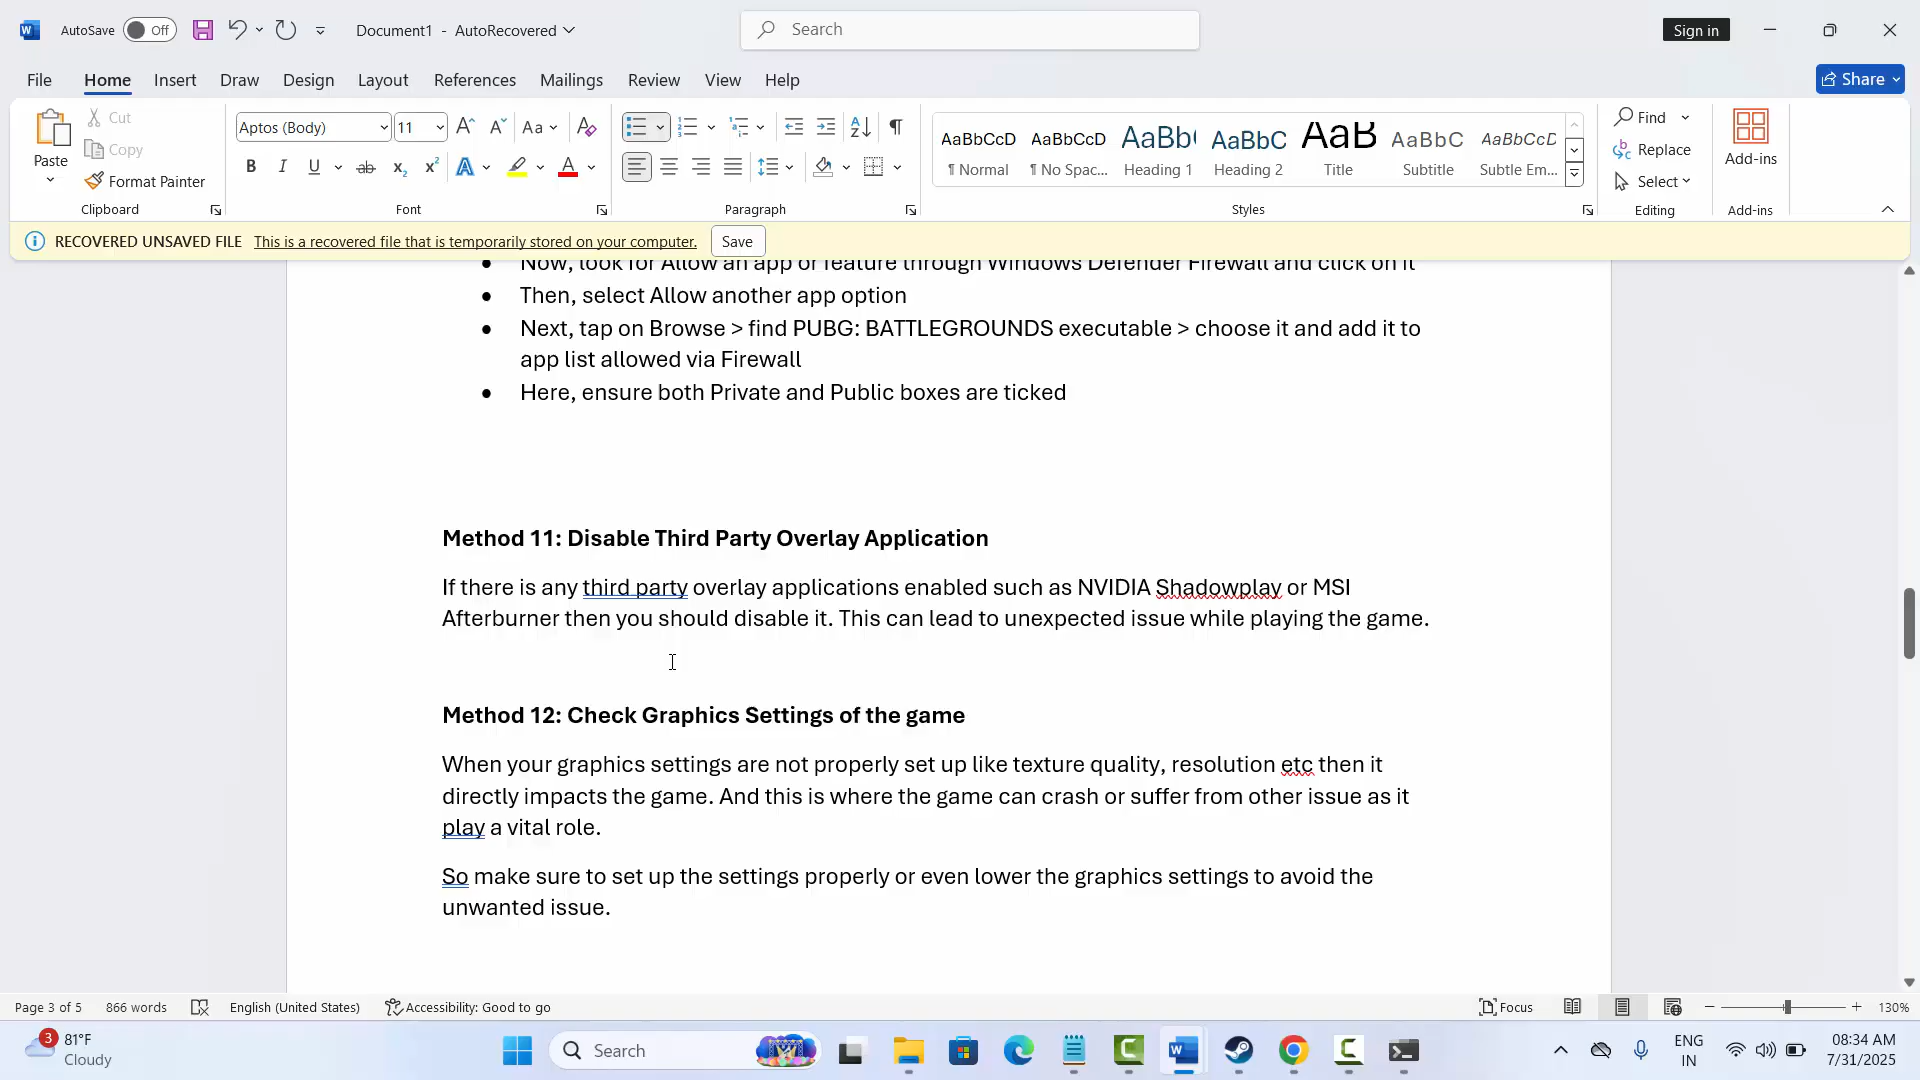 AutoSave Off Document1 - AutoRecovered Search Sign in
File Home Insert Draw Design Layout References Mailings Review View Help Share
Paste Cut Copy Format Painter Clipboard
Aptos (Body) 11 Font
Paragraph
AaBbCcD AaBbCcD AaBb( AaBbC AaB AaBbC AaBbCcD
¶ Normal ¶ No Spac... Heading 1 Heading 2 Title Subtitle Subtle Em...
Styles
Find Replace Select Editing
Add-ins Add-ins
RECOVERED UNSAVED FILE This is a recovered file that is temporarily stored on your computer. Save
• Now, look for Allow an app or feature through Windows Defender Firewall and click on it
• Then, select Allow another app option
• Next, tap on Browse > find PUBG: BATTLEGROUNDS executable > choose it and add it to
app list allowed via Firewall
• Here, ensure both Private and Public boxes are ticked
Method 11: Disable Third Party Overlay Application
If there is any third party overlay applications enabled such as NVIDIA Shadowplay or MSI
Afterburner then you should disable it. This can lead to unexpected issue while playing the game.
Method 12: Check Graphics Settings of the game
When your graphics settings are not properly set up like texture quality, resolution etc then it
directly impacts the game. And this is where the game can crash or suffer from other issue as it
play a vital role.
So make sure to set up the settings properly or even lower the graphics settings to avoid the
unwanted issue.
Page 3 of 5 866 words English (United States) Accessibility: Good to go Focus 130%
3 81°F Cloudy Search ENG IN 08:34 AM 7/31/2025